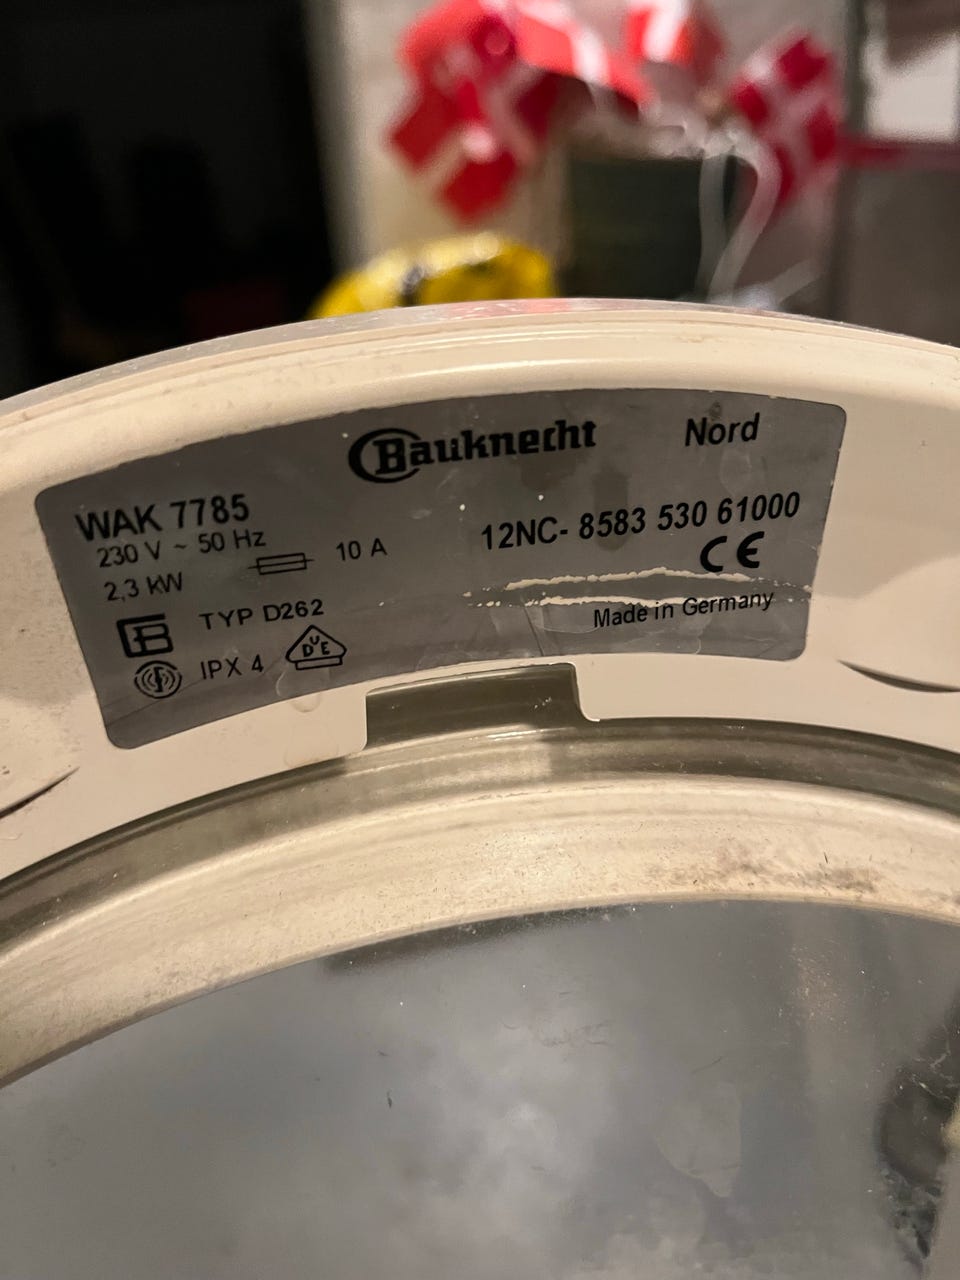 Bauknecht Nord
WAK 7785
230 V ~ 50 Hz
10 A
2,3 kW
12NC- 8583 530 61000
CE
TYP D262
Made in Germany
IPX 4
DVE